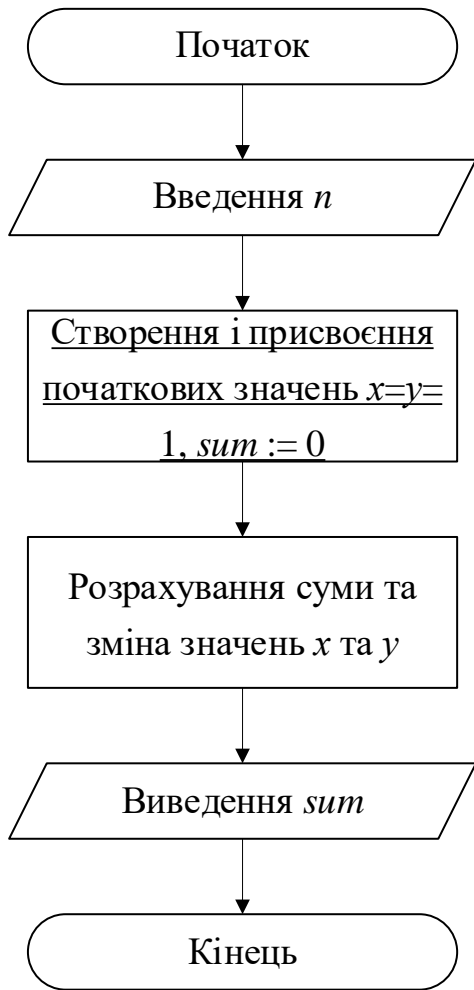 Початок
Введення n
Створення і присвоєння
початкових значень x=y=
1, sum := 0
Розрахування суми та
зміна значень x та y
Виведення sum
Кінець